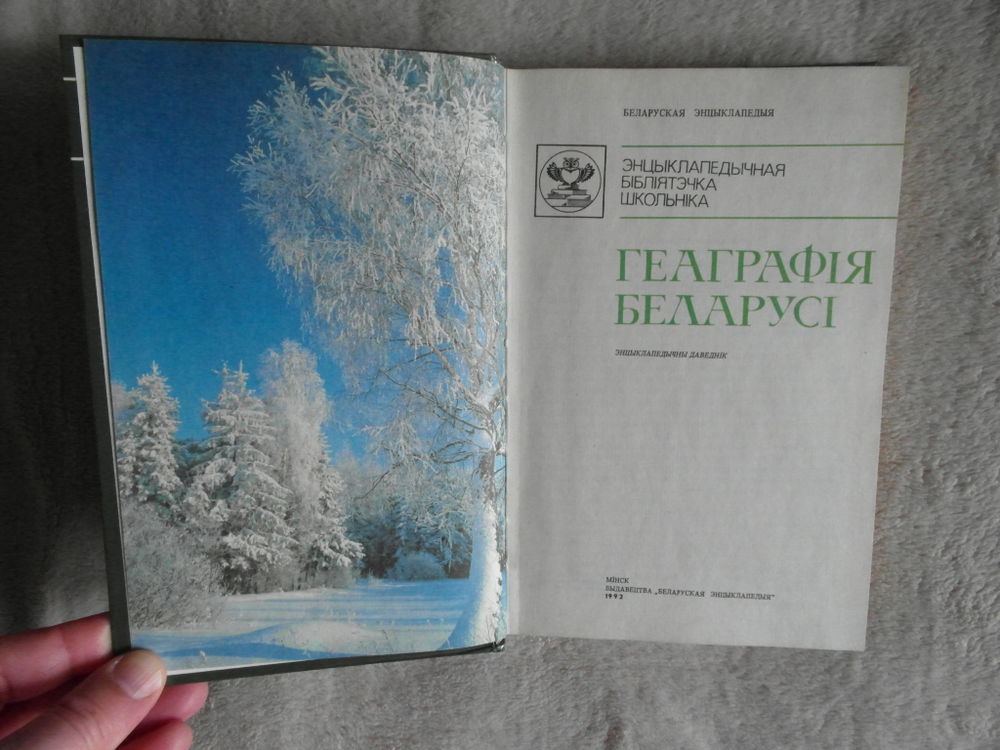 БЕЛАРУСКАЯ ЭНЦЫКЛАПЕДЫЯ
ЭНЦЫКЛАПЕДЫЧНАЯ
БІБЛІЯТЭЧКА
ШКОЛЬНІКА
ГЕАГРАФІЯ
БЕЛАРУСІ
ЭНЦЫКЛАПЕДЫЧНЫ ДАВЕДНІК
МІНСК
ВЫДАВЕЦТВА „БЕЛАРУСКАЯ ЭНЦЫКЛАПЕДЫЯ"
1992